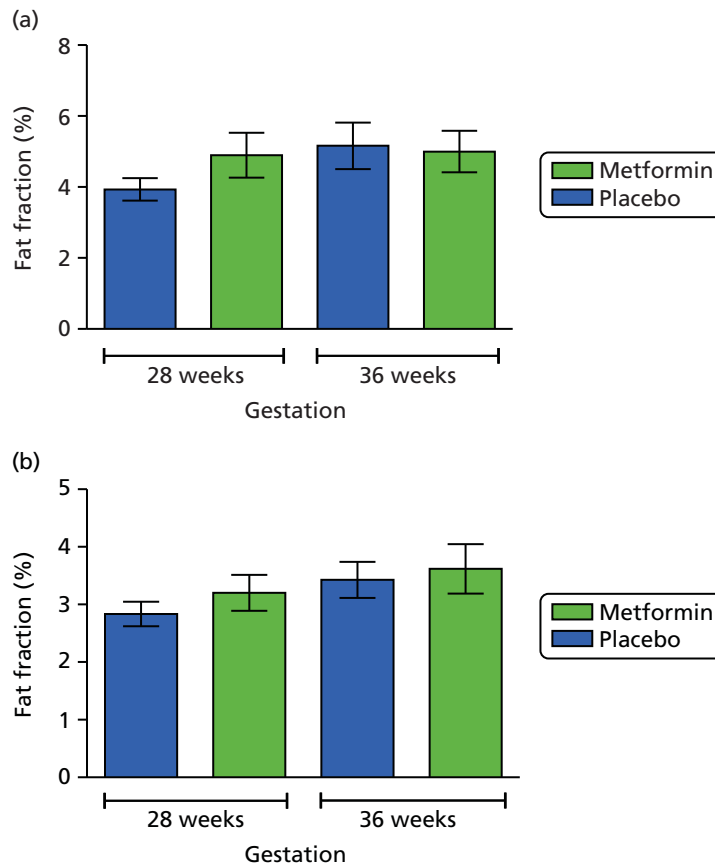 (a)
Fat fraction (%)
8
6
4
2
0
28 weeks
36 weeks
Gestation
Metformin
Placebo
(b)
Fat fraction (%)
5
4
3
2
1
0
28 weeks
36 weeks
Gestation
Metformin
Placebo